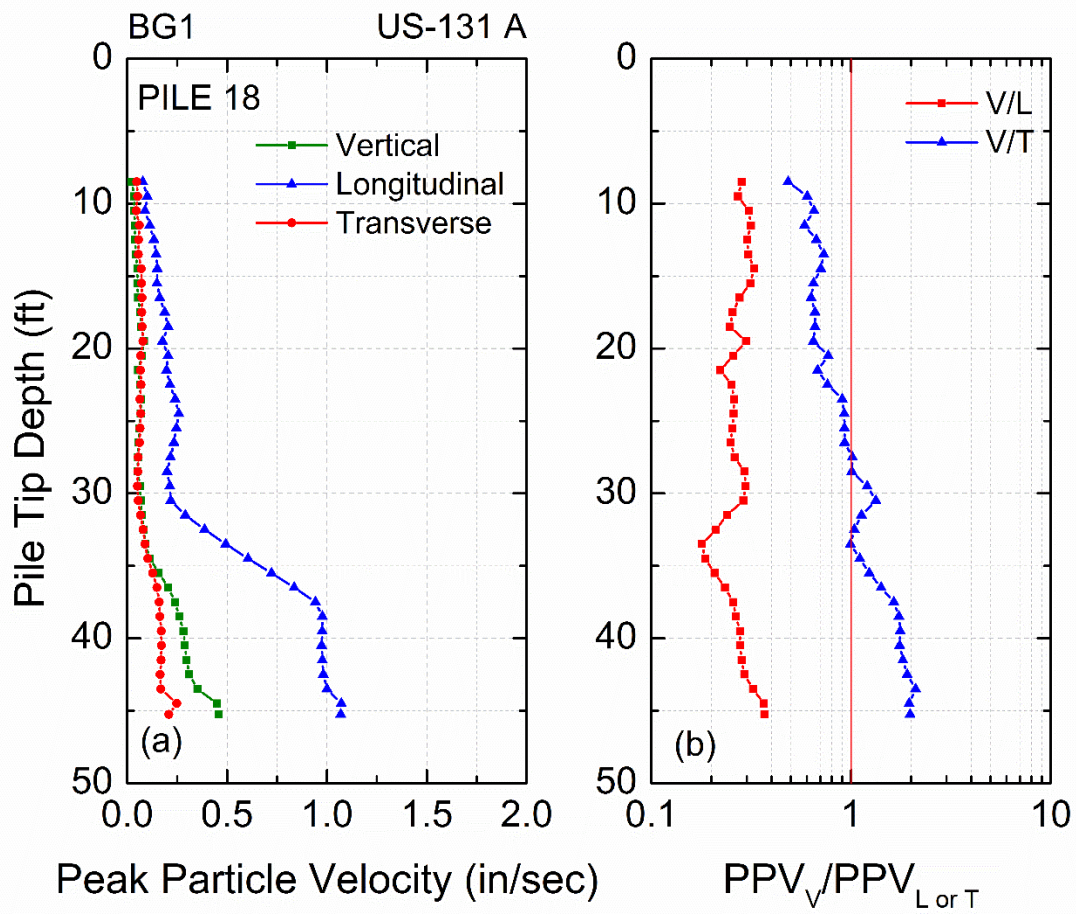 BG1 US-131 A
0
10
20
30
40
50
Pile Tip Depth (ft)
PILE 18
Vertical
Longitudinal
Transverse
(a)
0.0 0.5 1.0 1.5 2.0
Peak Particle Velocity (in/sec)
0
10
20
30
40
50
V/L
V/T
(b)
0.1 1 10
PPVV/PPVL or T